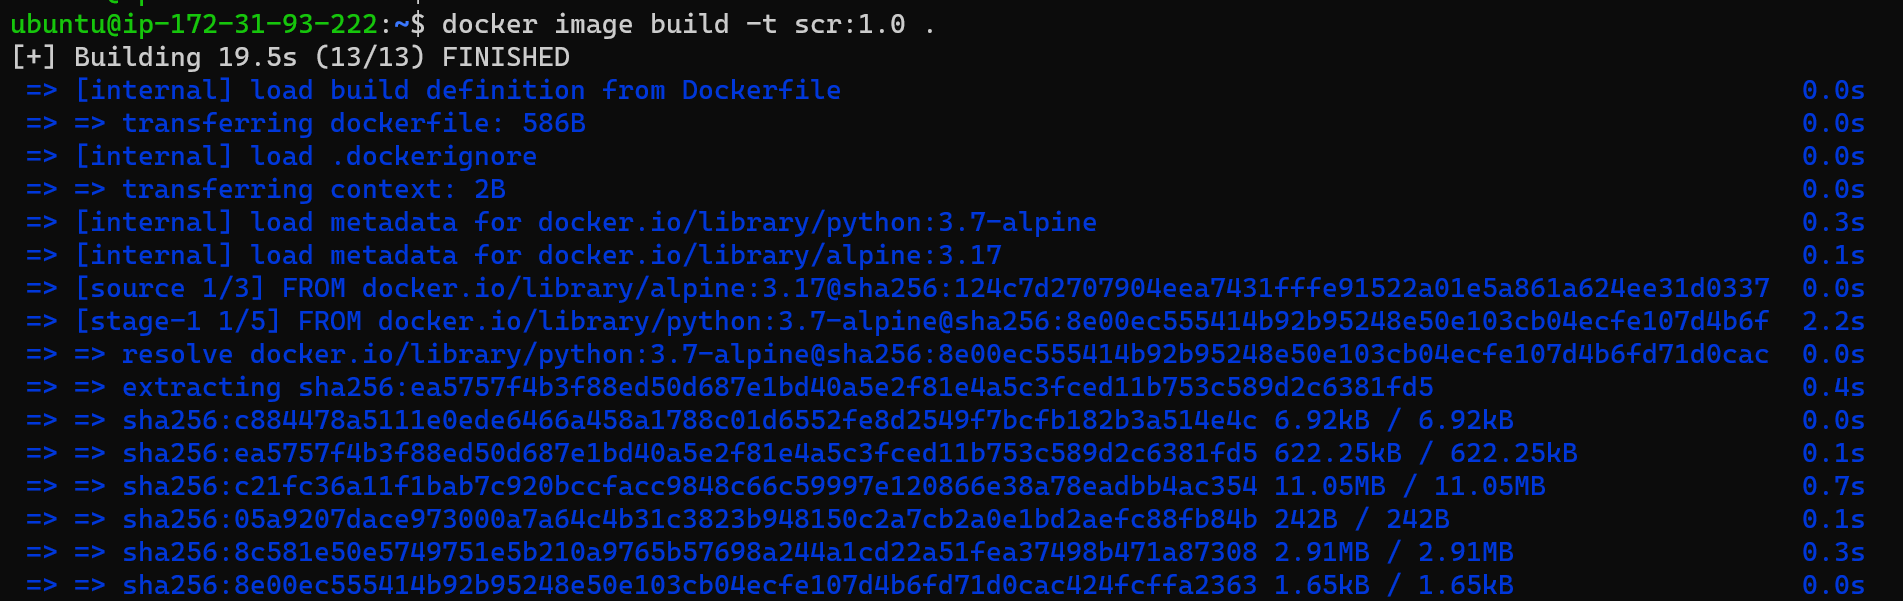 ubuntu@ip-172-31-93-222:~$ docker image build -t scr:1.0 .
[+] Building 19.5s (13/13) FINISHED
=> [internal] load build definition from Dockerfile 0.0s
=> => transferring dockerfile: 586B 0.0s
=> [internal] load .dockerignore 0.0s
=> => transferring context: 2B 0.0s
=> [internal] load metadata for docker.io/library/python:3.7-alpine 0.3s
=> [internal] load metadata for docker.io/library/alpine:3.17 0.1s
=> [source 1/3] FROM docker.io/library/alpine:3.17@sha256:124c7d2707904eea7431fffe91522a01e5a861a624ee31d0337 0.0s
=> [stage-1 1/5] FROM docker.io/library/python:3.7-alpine@sha256:8e00ec555414b92b95248e50e103cb04ecfe107d4b6f 2.2s
=> => resolve docker.io/library/python:3.7-alpine@sha256:8e00ec555414b92b95248e50e103cb04ecfe107d4b6fd71d0cac 0.0s
=> => extracting sha256:ea5757f4b3f88ed50d687e1bd40a5e2f81e4a5c3fced11b753c589d2c6381fd5 0.4s
=> => sha256:c884478a5111e0ede6466a458a1788c01d6552fe8d2549f7bcfb182b3a514e4c 6.92kB / 6.92kB 0.0s
=> => sha256:ea5757f4b3f88ed50d687e1bd40a5e2f81e4a5c3fced11b753c589d2c6381fd5 622.25kB / 622.25kB 0.1s
=> => sha256:c21fc36a11f1bab7c920bccfacc9848c66c59997e120866e38a78eadbb4ac354 11.05MB / 11.05MB 0.7s
=> => sha256:05a9207dace973000a7a64c4b31c3823b948150c2a7cb2a0e1bd2aefc88fb84b 242B / 242B 0.1s
=> => sha256:8c581e50e5749751e5b210a9765b57698a244a1cd22a51fea37498b471a87308 2.91MB / 2.91MB 0.3s
=> => sha256:8e00ec555414b92b95248e50e103cb04ecfe107d4b6fd71d0cac424fcffa2363 1.65kB / 1.65kB 0.0s